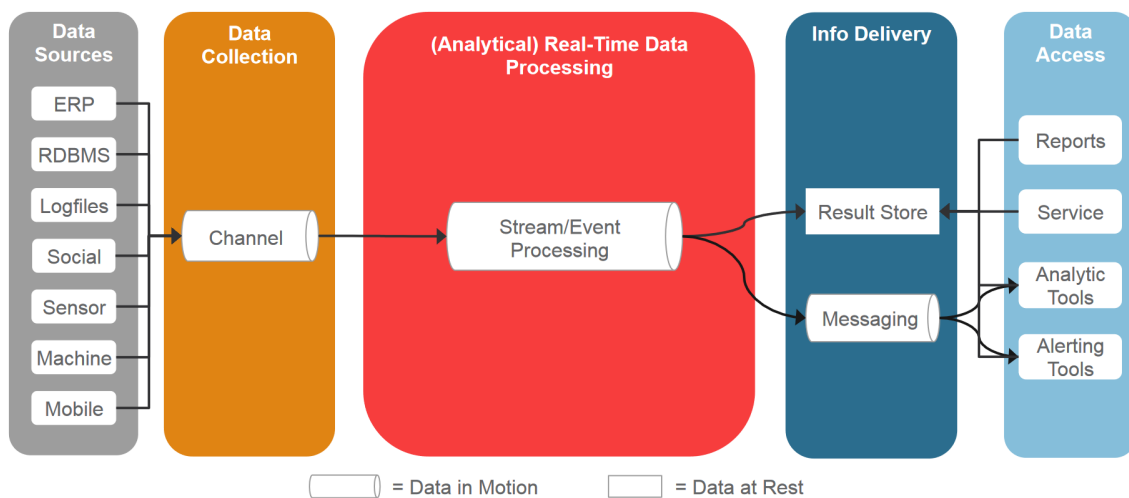 Data
Sources
Data
Collection
(Analytical) Real-Time Data
Processing
Info Delivery
Data
Access
ERP
RDBMS
Logfiles
Social
Sensor
Machine
Mobile
Channel
Stream/Event
Processing
Result Store
Messaging
Reports
Service
Analytic
Tools
Alerting
Tools
= Data in Motion
= Data at Rest